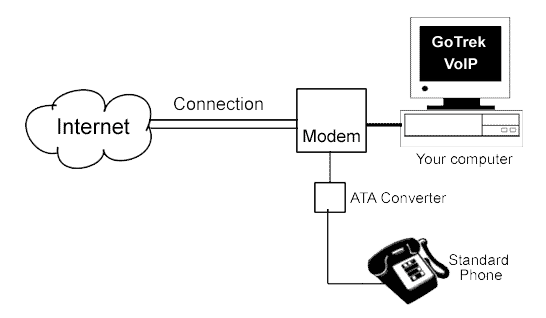 GoTrek
VoIP
Connection
Internet
Modem
Your computer
ATA Converter
Standard
Phone